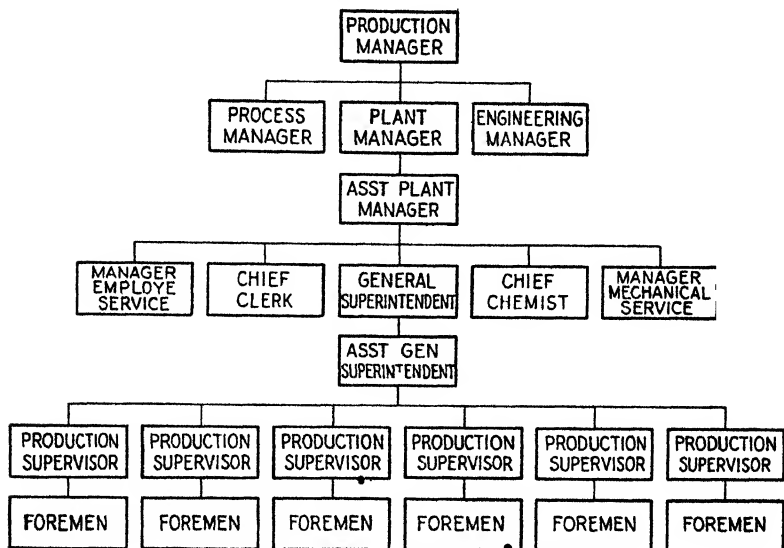 PRODUCTION
MANAGER
PROCESS
MANAGER
PLANT
MANAGER
ENGINEERING
MANAGER
ASST PLANT
MANAGER
MANAGER
EMPLOYE
SERVICE
CHIEF
CLERK
GENERAL
SUPERINTENDENT
CHIEF
CHEMIST
MANAGER
MECHANICAL
SERVICE
ASST GEN
SUPERINTENDENT
PRODUCTION
SUPERVISOR
PRODUCTION
SUPERVISOR
PRODUCTION
SUPERVISOR
PRODUCTION
SUPERVISOR
PRODUCTION
SUPERVISOR
PRODUCTION
SUPERVISOR
FOREMEN
FOREMEN
FOREMEN
FOREMEN
FOREMEN
FOREMEN